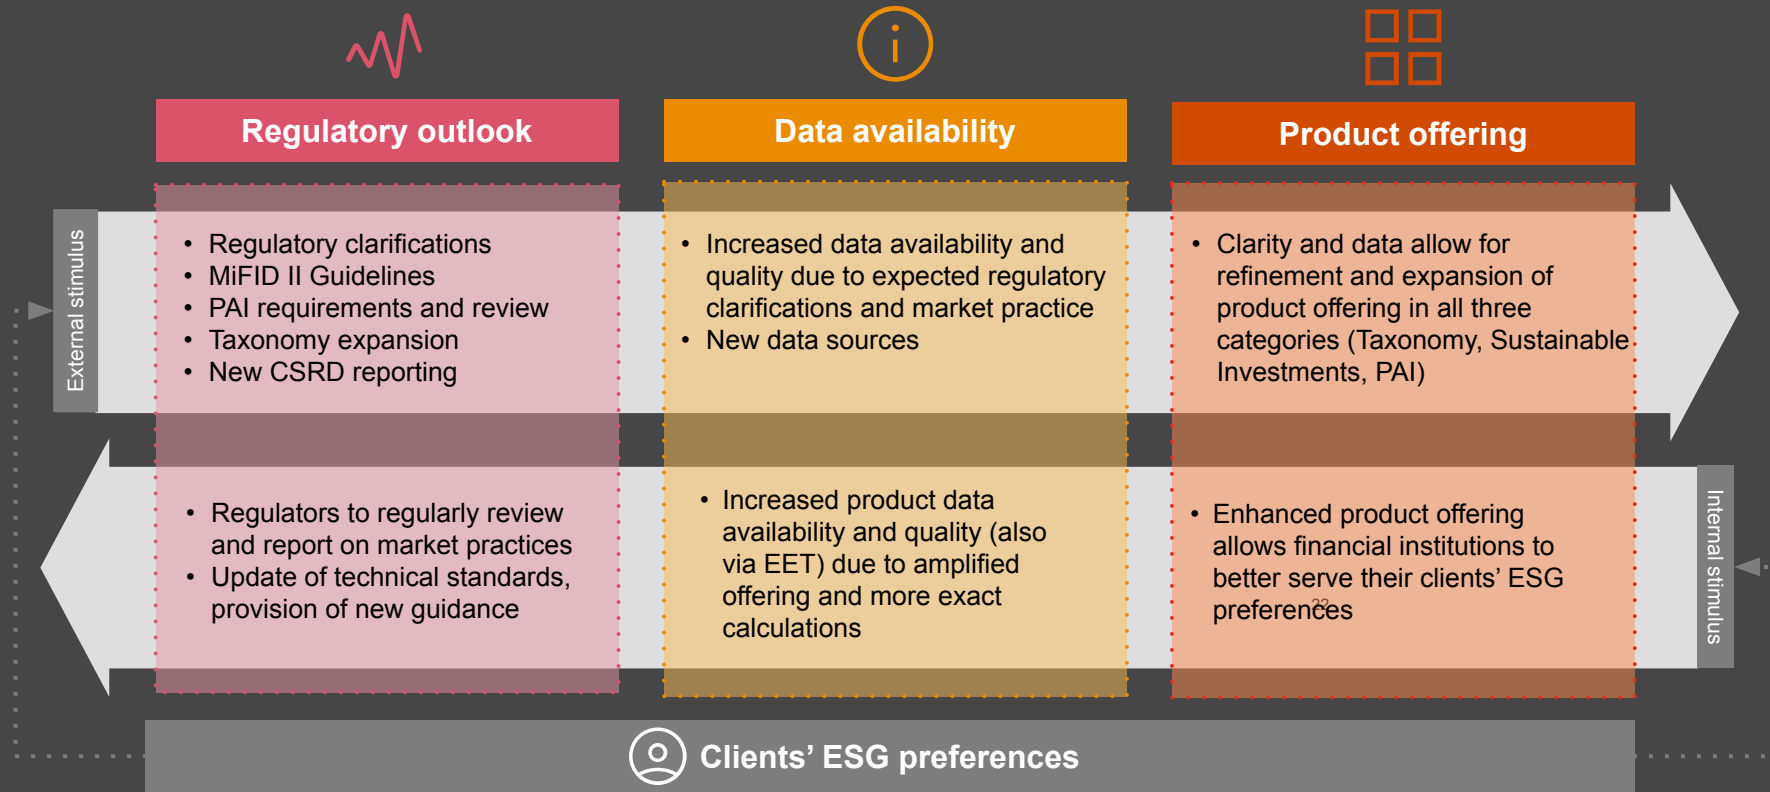 Regulatory outlook
Data availability
Product offering
External stimulus
• Regulatory clarifications
• MiFID II Guidelines
• PAI requirements and review
• Taxonomy expansion
• New CSRD reporting
• Increased data availability and
quality due to expected regulatory
clarifications and market practice
• New data sources
• Clarity and data allow for
refinement and expansion of
product offering in all three
categories (Taxonomy, Sustainable
Investments, PAI)
• Regulators to regularly review
and report on market practices
• Update of technical standards,
provision of new guidance
• Increased product data
availability and quality (also
via EET) due to amplified
offering and more exact
calculations
• Enhanced product offering
allows financial institutions to
better serve their clients’ ESG
preferences
22
Internal stimulus
Clients’ ESG preferences